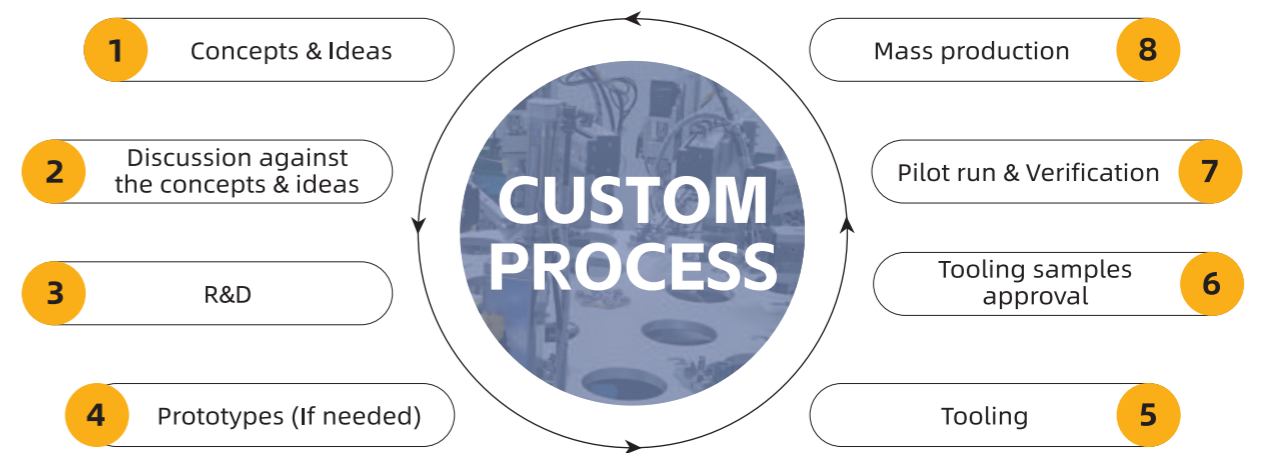 1
Concepts & Ideas
2
Discussion against
the concepts & ideas
3
R&D
4
Prototypes (If needed)
CUSTOM
PROCESS
8
Mass production
7
Pilot run & Verification
6
Tooling samples
approval
5
Tooling